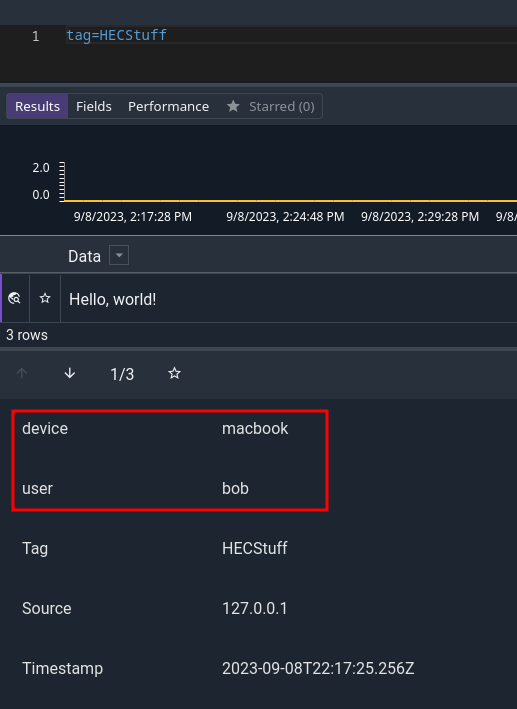 1 tag=HECStuff
Results Fields Performance Starred (0)
2.0
0.0
9/8/2023, 2:17:28 PM 9/8/2023, 2:24:48 PM 9/8/2023, 2:29:28 PM 9/8/
Data
Hello, world!
3 rows
1/3
device macbook
user bob
Tag HECStuff
Source 127.0.0.1
Timestamp 2023-09-08T22:17:25.256Z